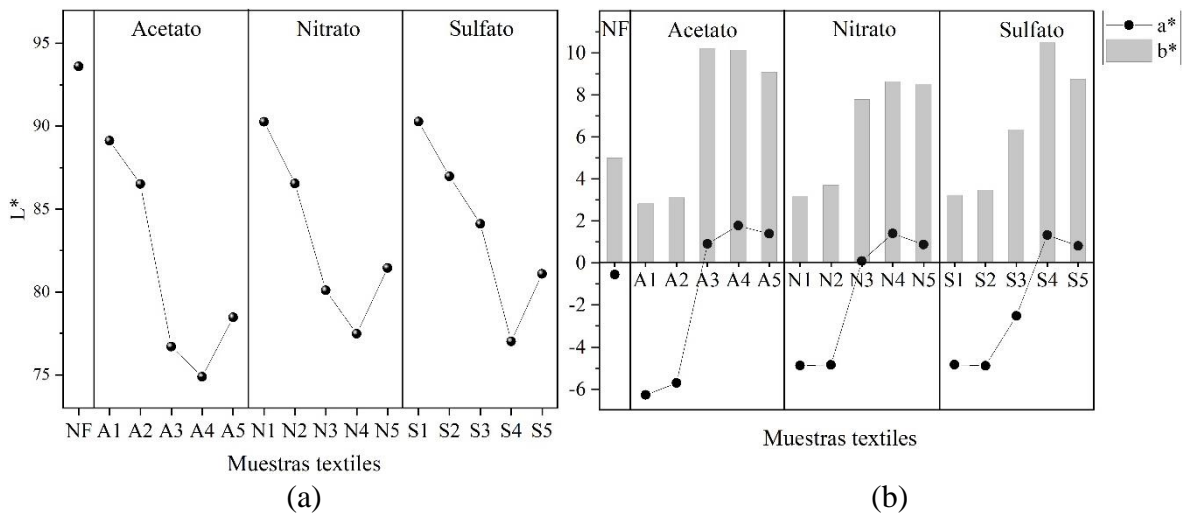 Acetato Nitrato Sulfato
95
90
85
80
75
L*
NF A1 A2 A3 A4 A5 N1 N2 N3 N4 N5 S1 S2 S3 S4 S5
Muestras textiles
(a)
NF Acetato Nitrato Sulfato
a*
b*
10
8
6
4
2
0
-2
-4
-6
A1 A2 A3 A4 A5 N1 N2 N3 N4 N5 S1 S2 S3 S4 S5
Muestras textiles
(b)